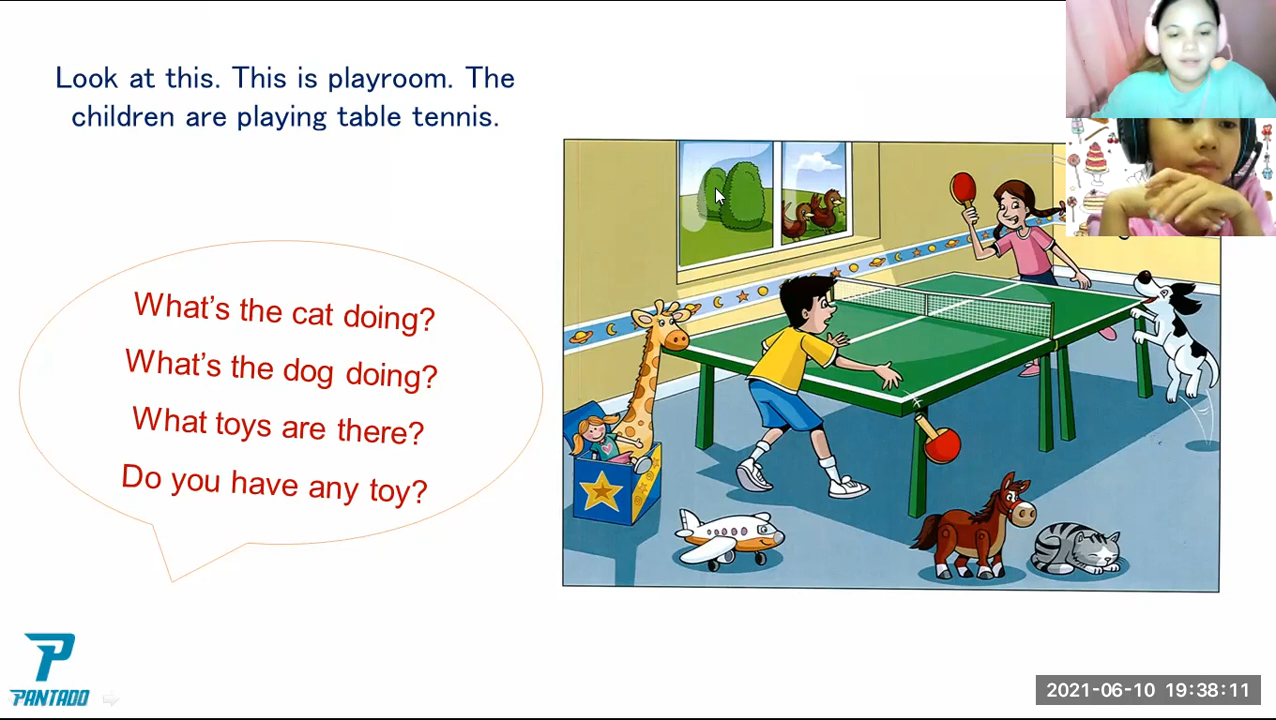 Look at this. This is playroom. The
children are playing table tennis.
What's the cat doing?
What's the dog doing?
What toys are there?
Do you have any toy?
PANTADO
2021-06-10 19:38:11